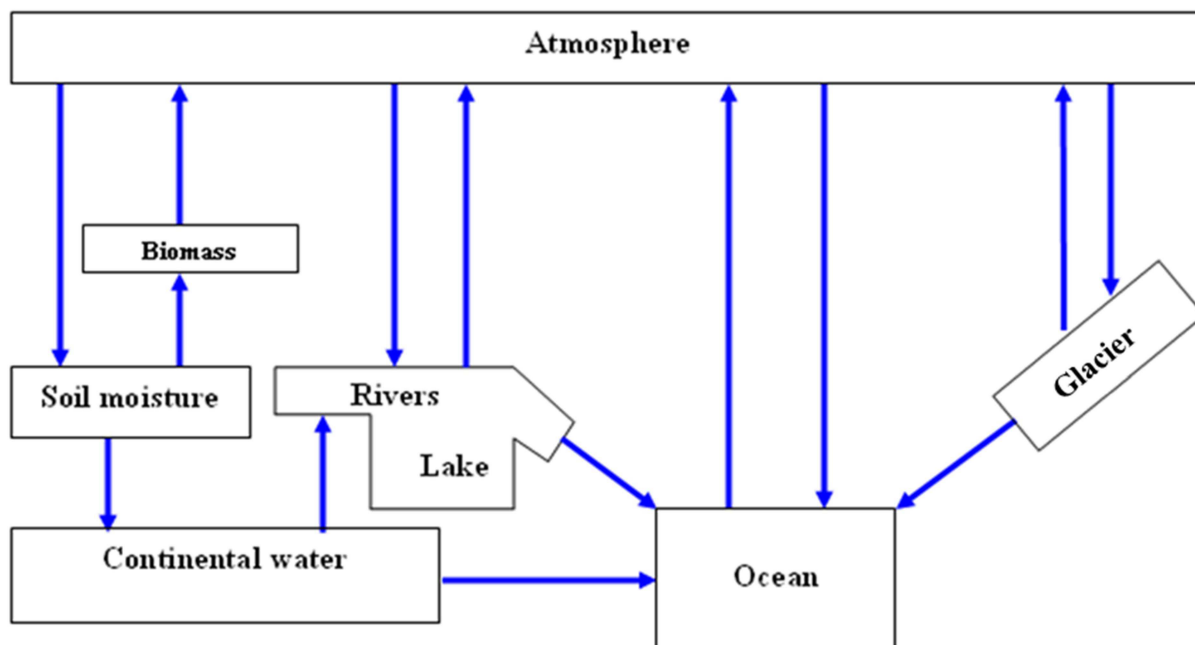 Atmosphere
Biomass
Soil moisture
Rivers
Lake
Glacier
Continental water
Ocean